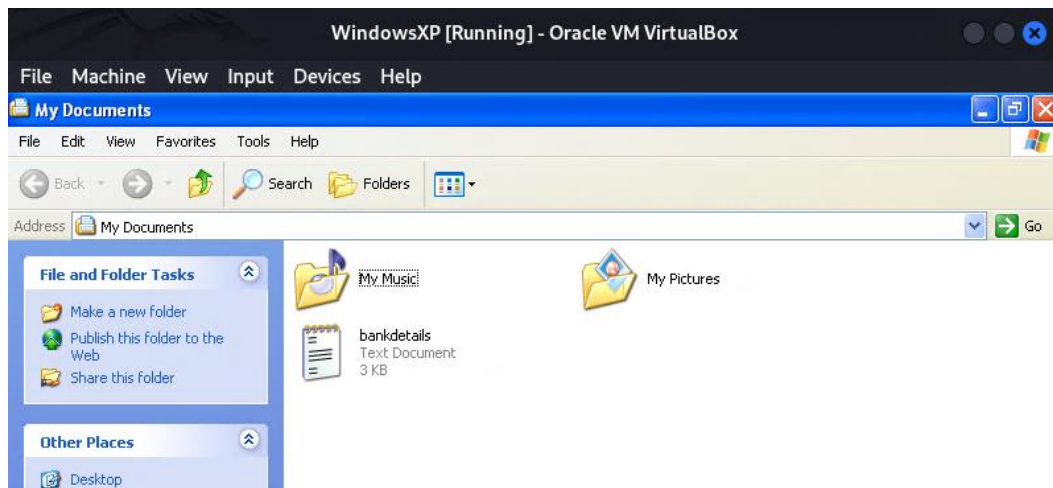 WindowsXP [Running] - Oracle VM VirtualBox
File Machine View Input Devices Help
My Documents
File Edit View Favorites Tools Help
Back Search Folders
Address My Documents Go
File and Folder Tasks
Make a new folder
Publish this folder to the
Web
Share this folder
Other Places
Desktop
My Music
My Pictures
bankdetails
Text Document
3 KB